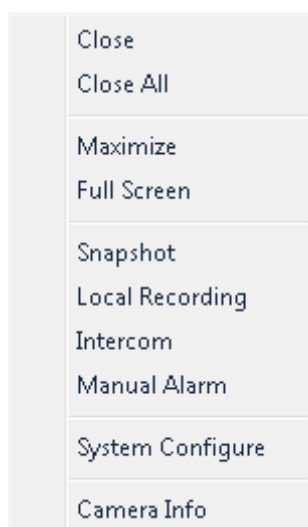 Close
Close All
Maximize
Full Screen
Snapshot
Local Recording
Intercom
Manual Alarm
System Configure
Camera Info